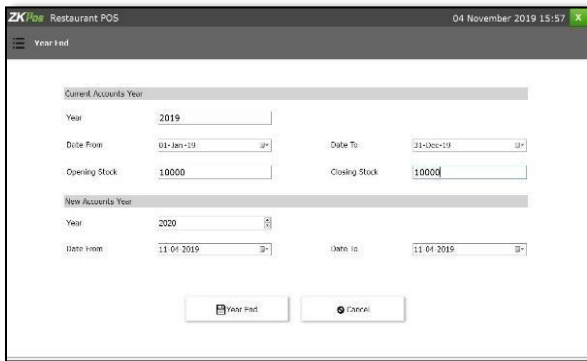 ZKPos Restaurant POS 04 November 2019 15:57 X
Year End
Current Accounts Year
Year 2019
Date From 01-Jan-19 Date To 31-Dec-19
Opening Stock 10000 Closing Stock 10000
New Accounts Year
Year 2020
Date From 11-04-2019 Date To 11-04-2019
Year End Cancel